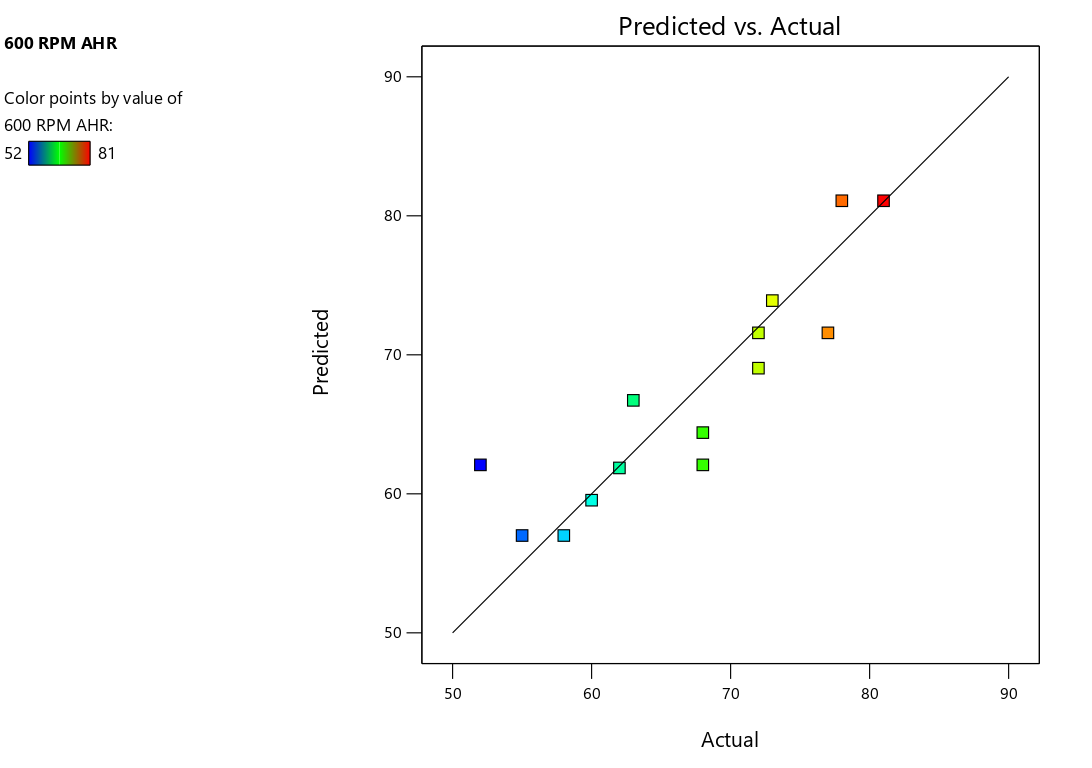 600 RPM AHR
Color points by value of
600 RPM AHR:
52 81
Predicted vs. Actual
Predicted
90
80
70
60
50
50 60 70 80 90
Actual